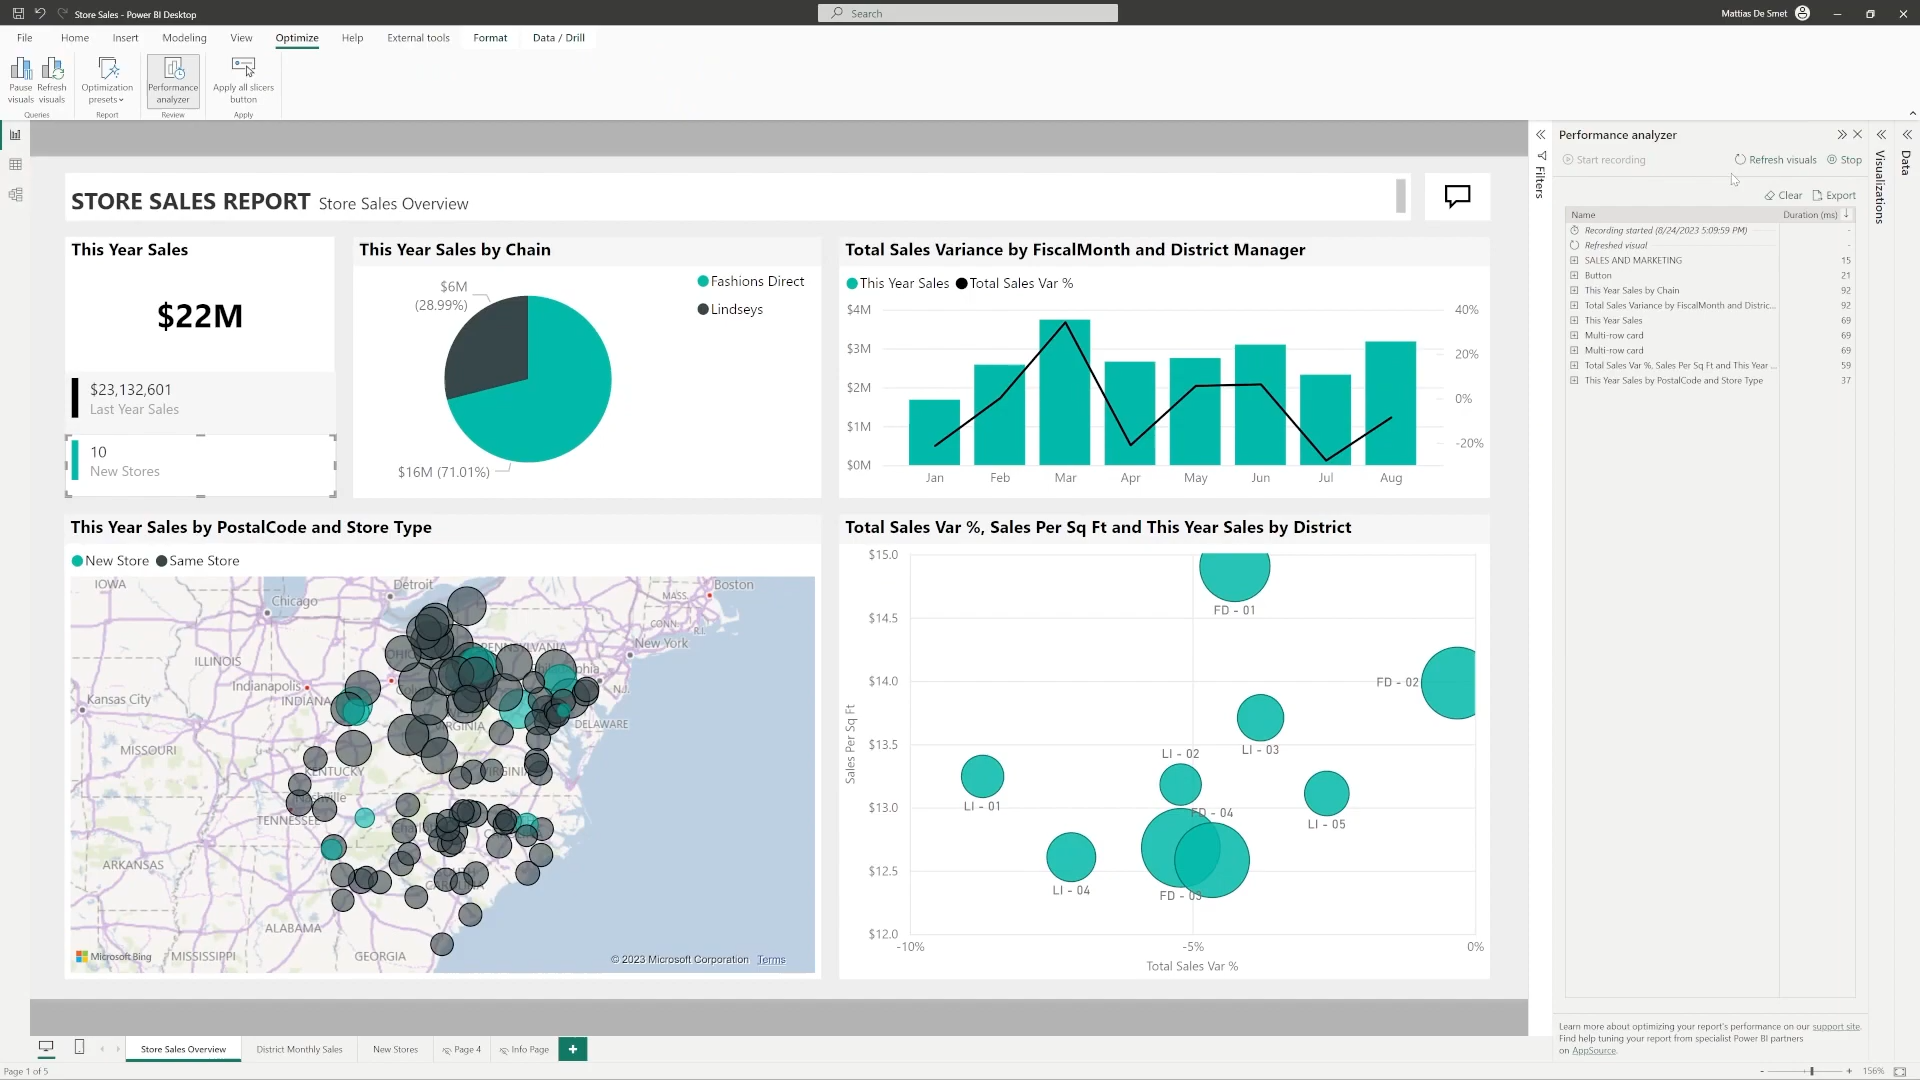 Store Sales - Power BI Desktop
Search
Mattias De Smet
File Home Insert Modeling View Optimize Help External tools Format Data / Drill
Pause visuals
Refresh visuals
Optimization presets
Performance analyzer
Apply all slicers button
Queries Report Review Apply
STORE SALES REPORT Store Sales Overview
This Year Sales
$22M
$23,132,601
Last Year Sales
10
New Stores
This Year Sales by Chain
Fashions Direct
Lindseys
$6M
(28.99%)
$16M (71.01%)
Total Sales Variance by FiscalMonth and District Manager
This Year Sales Total Sales Var %
$4M 40%
$3M 20%
$2M 0%
$1M -20%
$0M
Jan Feb Mar Apr May Jun Jul Aug
This Year Sales by PostalCode and Store Type
New Store Same Store
IOWA
Detroit
Boston
Chicago
MASS.
CONN.
R.I.
New York
PENNSYLVANIA
OHIO
ILLINOIS
Philadelphia
Indianapolis
N.J.
Kansas City
INDIANA
DELAWARE
VIRGINIA
MISSOURI
KENTUCKY
VIRGINIA
Nashville
TENNESSEE
ARKANSAS
ALABAMA
MISSISSIPPI
GEORGIA
Microsoft Bing
© 2023 Microsoft Corporation Terms
Total Sales Var %, Sales Per Sq Ft and This Year Sales by District
$15.0
$14.5
$14.0
$13.5
$13.0
$12.5
$12.0
Sales Per Sq Ft
FD - 01
FD - 02
LI - 03
LI - 02
LI - 01
FD - 04
LI - 05
LI - 04
FD - 03
-10% -5% 0%
Total Sales Var %
Filters
Performance analyzer
Start recording Refresh visuals Stop
Clear Export
Name Duration (ms)
Recording started (8/24/2023 5:09:59 PM) -
Refreshed visual -
SALES AND MARKETING 15
Button 21
This Year Sales by Chain 92
Total Sales Variance by FiscalMonth and Distric... 92
This Year Sales 69
Multi-row card 69
Multi-row card 69
Total Sales Var %, Sales Per Sq Ft and This Year ... 59
This Year Sales by PostalCode and Store Type 37
Learn more about optimizing your report's performance on our support site.
Find help tuning your report from specialist Power BI partners
on AppSource.
Visualizations
Data
Store Sales Overview District Monthly Sales New Stores Page 4 Info Page +
Page 1 of 5
- + 156%